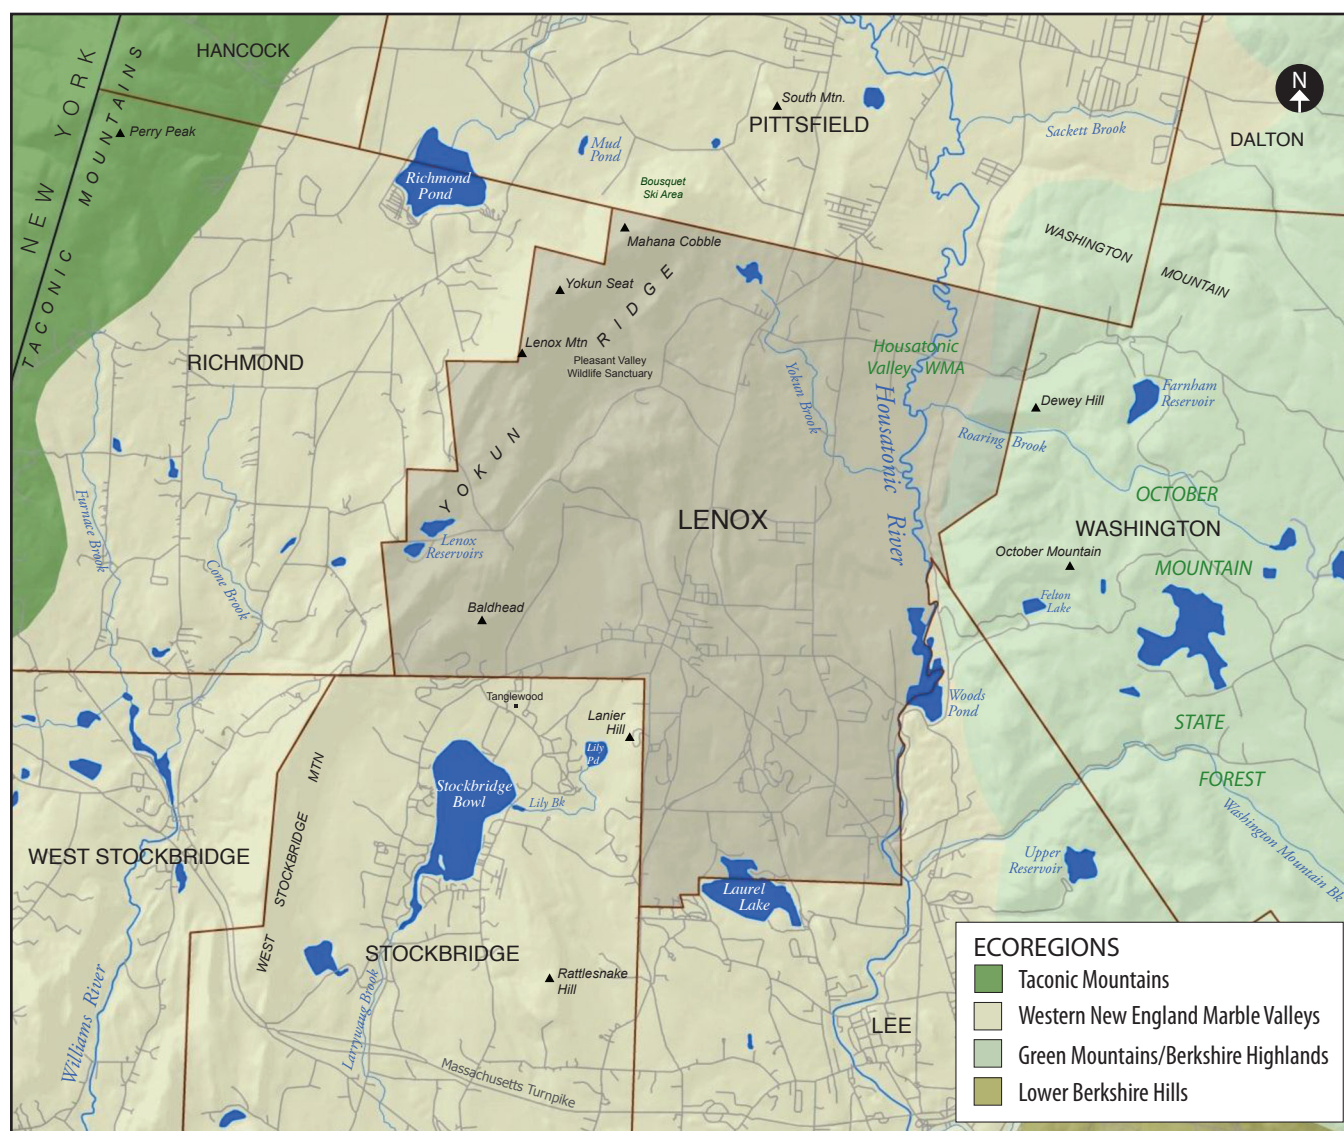 HANCOCK
NEW YORK
TACONIC MOUNTAINS
Perry Peak
South Mtn.
PITTSFIELD
N
Sackett Brook
DALTON
Mud
Pond
Richmond
Pond
Bousquet
Ski Area
Mahana Cobble
WASHINGTON
MOUNTAIN
Yokun Seat
YOKUN RIDGE
Lenox Mtn
Pleasant Valley
Wildlife Sanctuary
RICHMOND
Housatonic
Valley WMA
Yokun Brook
Housatonic River
Dewey Hill
Farnham
Reservoir
Roaring Brook
Furnace Brook
Cone Brook
Lenox
Reservoirs
LENOX
OCTOBER
WASHINGTON
October Mountain
MOUNTAIN
Felton
Lake
Baldhead
Tanglewood
Lanier
Hill
Woods
Pond
STATE
Lily
Pd
FOREST
Stockbridge
Bowl
Lily Bk
Washington Mountain Bk
WEST STOCKBRIDGE
WEST STOCKBRIDGE MTN
Upper
Reservoir
Laurel
Lake
STOCKBRIDGE
Rattlesnake
Hill
Williams River
Larrywaug Brook
LEE
Massachusetts Turnpike
ECOREGIONS
Taconic Mountains
Western New England Marble Valleys
Green Mountains/Berkshire Highlands
Lower Berkshire Hills